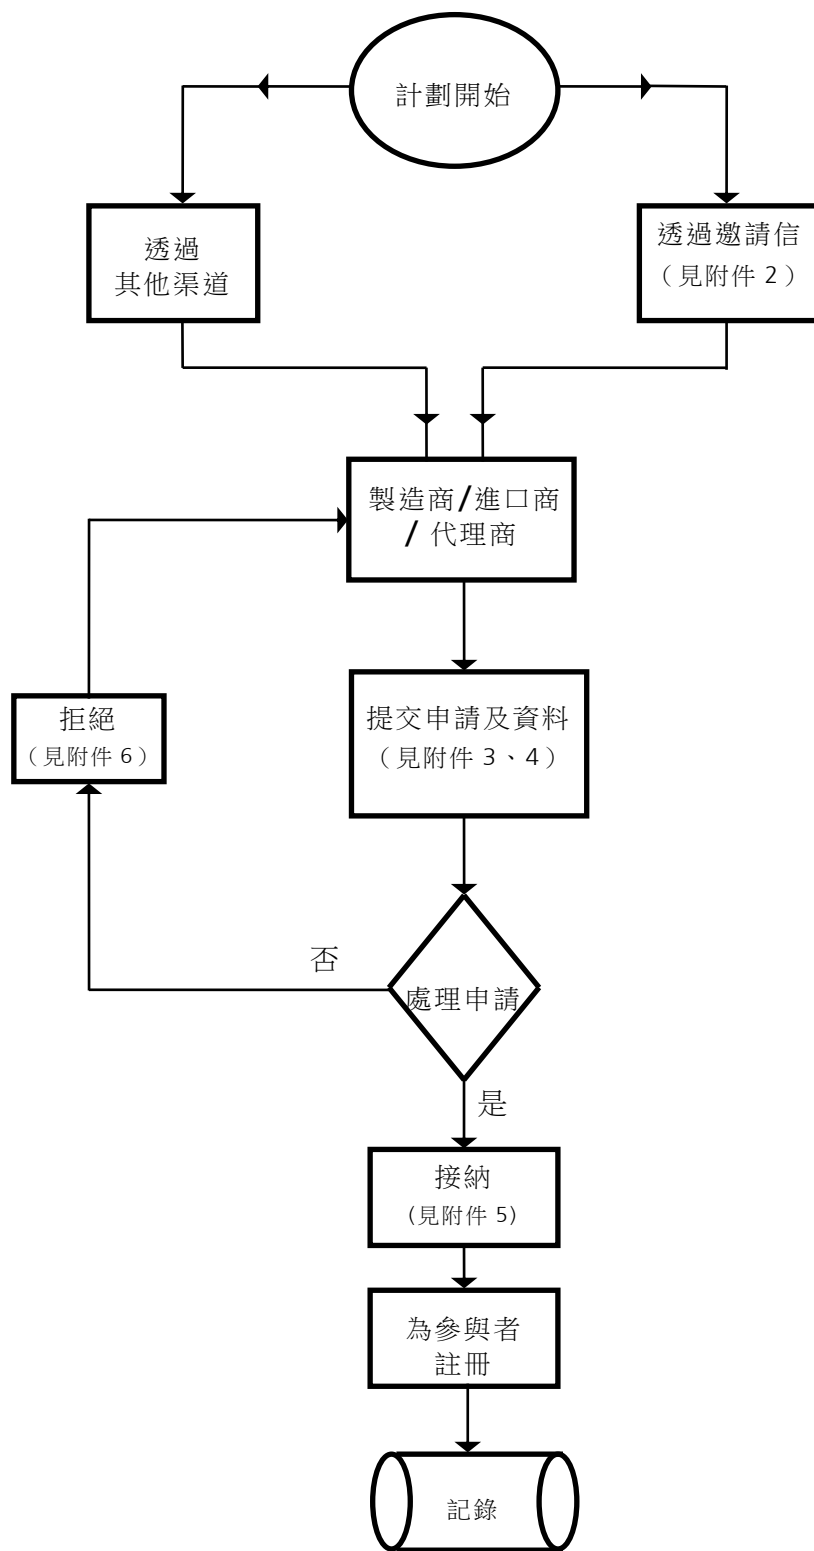 計劃開始
透過
其他渠道
透過邀請信
（見附件 2）
製造商/進口商
/ 代理商
拒絕
（見附件 6）
提交申請及資料
（見附件 3、4）
否
處理申請
是
接納
(見附件 5)
為參與者
註冊
記錄